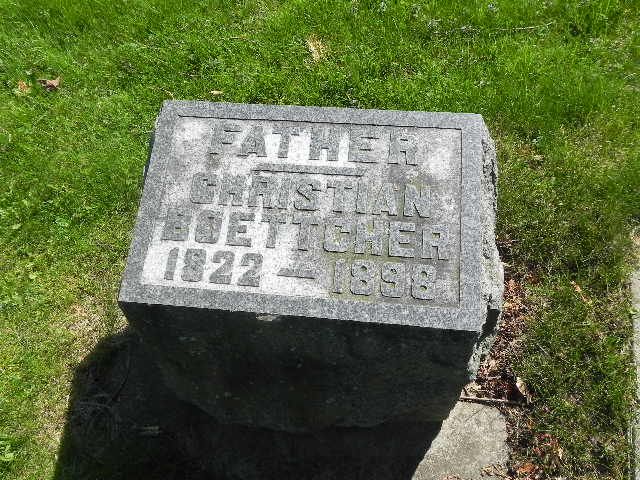 FATHER
CHRISTIAN
BOETTCHER
1822 — 1898